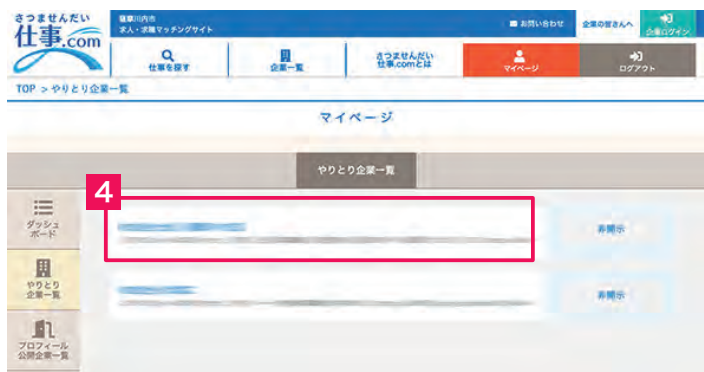 さつませんだい
仕事.com
薩摩川内市
求人・求職マッチングサイト
お問い合わせ
企業の皆さんへ
企業ログイン
仕事を探す
企業一覧
さつませんだい
仕事.comとは
マイページ
ログアウト
TOP > やりとり企業一覧
マイページ
やりとり企業一覧
4
ダッシュ
ボード
非開示
やりとり
企業一覧
非開示
プロフィール
公開企業一覧